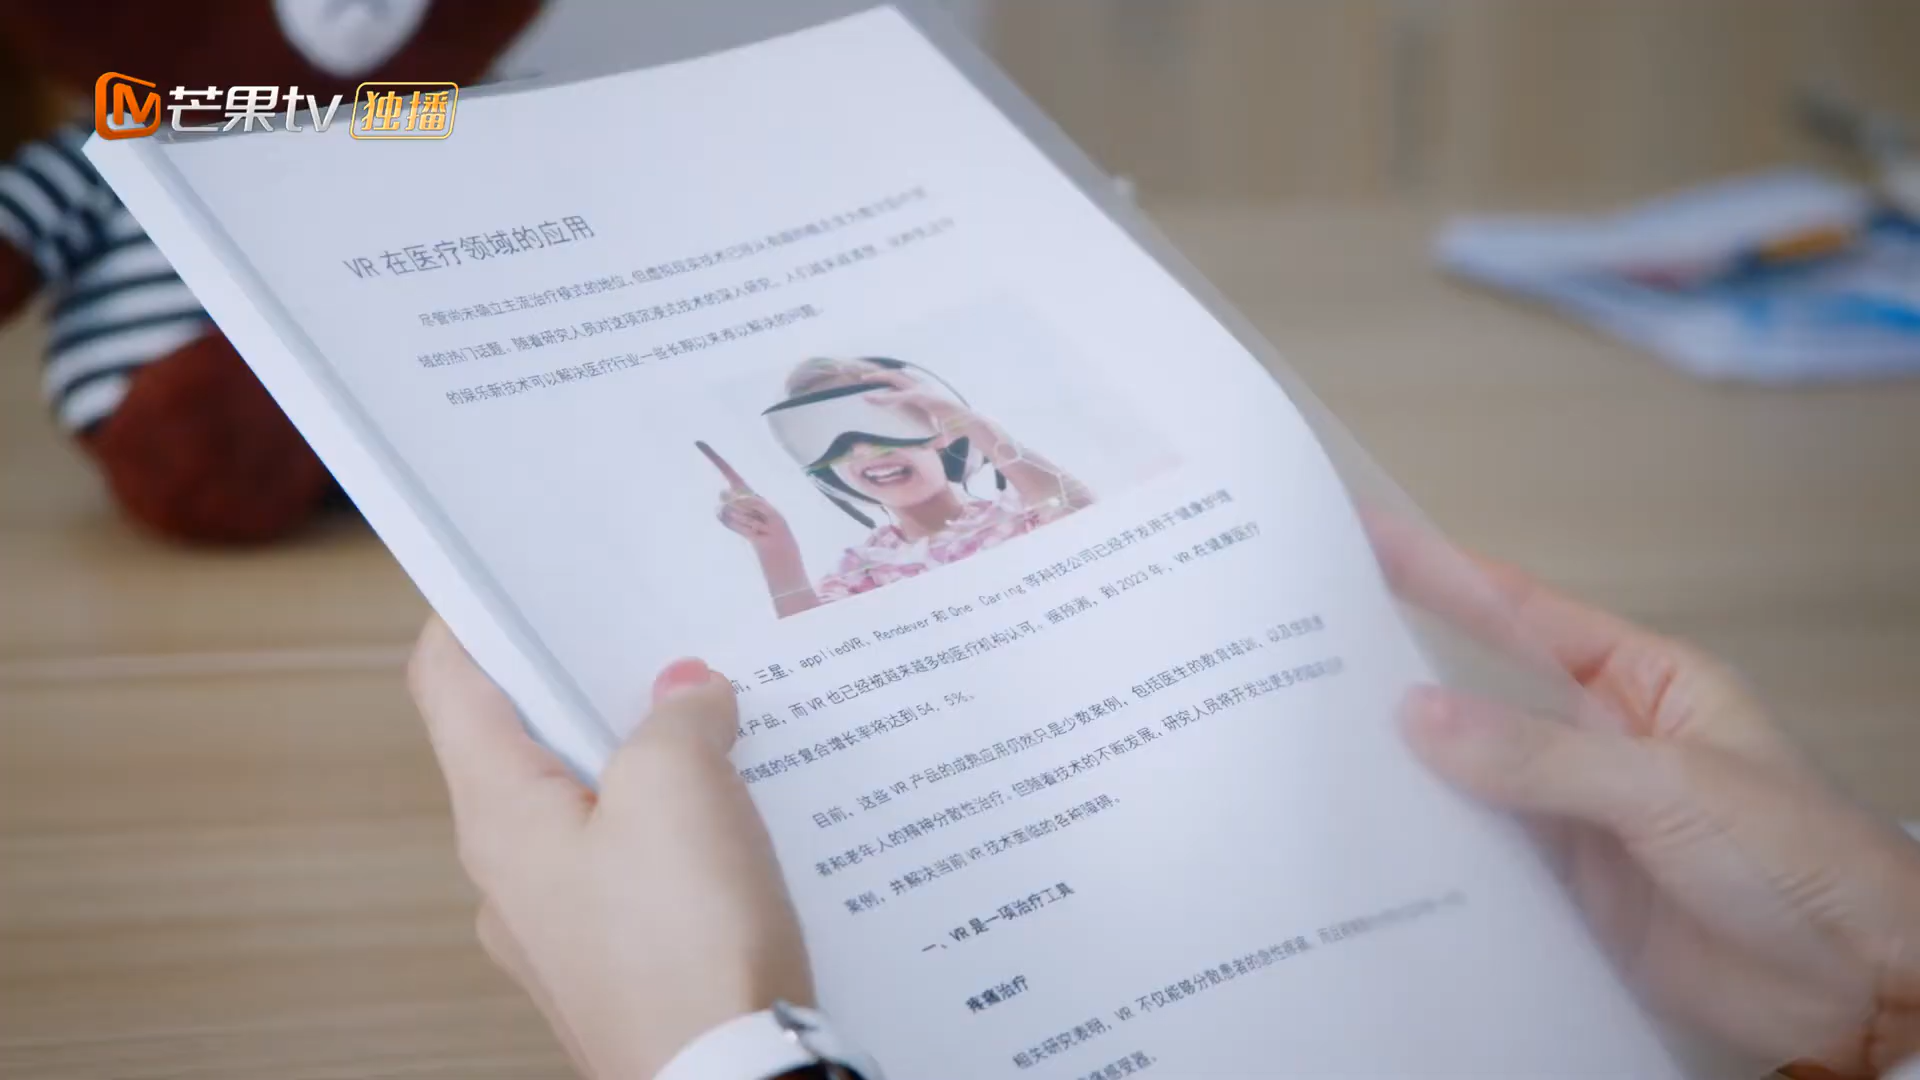 芒果tv 独播
VR 在医疗领域的应用
尽管尚未确立主流治疗模式的地位,但虚拟现实技术已经从有趣的概念变为
域的热门话题。随着研究人员对这项沉浸式技术的深入研究,人们越来越清楚,
的娱乐新技术可以解决医疗行业一些长期以来难以解决的问题。
前,三星、appliedVR、Rendever 和 One Caring 等科技公司已经开发用于健康护理
R 产品,而 VR 也已经被越来越多的医疗机构认可。据预测,到 2023 年,VR 在健康医疗
领域的年复合增长率将达到 54.5%。
目前,这些 VR 产品的成熟应用仍然只是少数案例,包括医生的教育培训,以及
者和老年人的精神分散性治疗。但随着技术的不断发展,研究人员将开发出更多的
案例,并解决当前 VR 技术面临的各种障碍。
一、VR 是一项治疗工具
疼痛治疗
相关研究表明,VR 不仅能够分散患者的急性疼痛,而且
感受器。